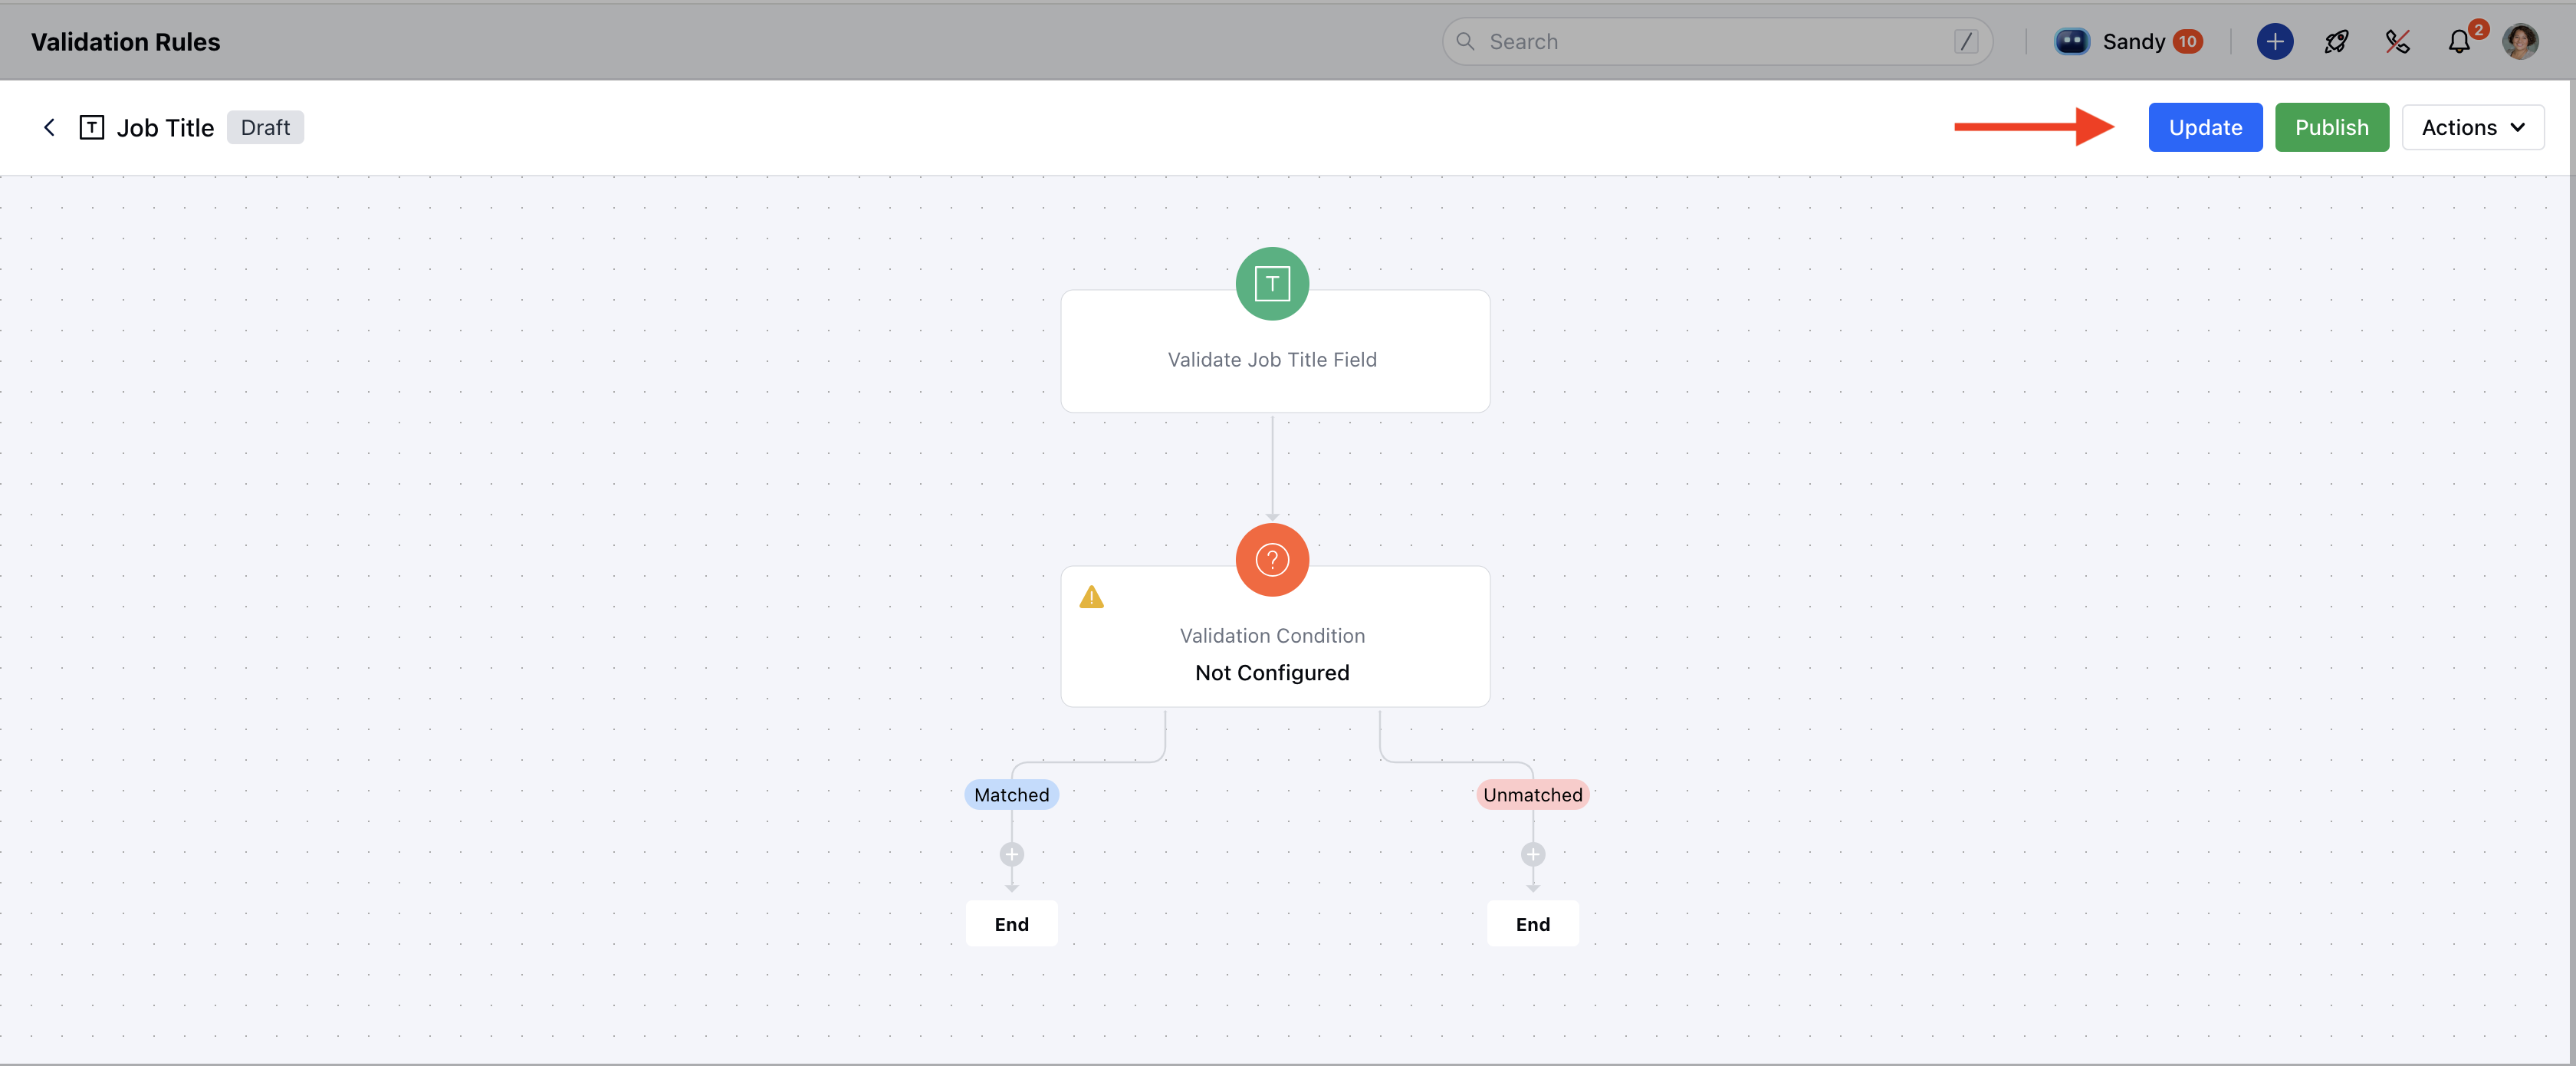 Validation Rules
Search
/
Sandy 10
2
T Job Title Draft
Update
Publish
Actions
T
Validate Job Title Field
?
!
Validation Condition
Not Configured
Matched
Unmatched
End
End